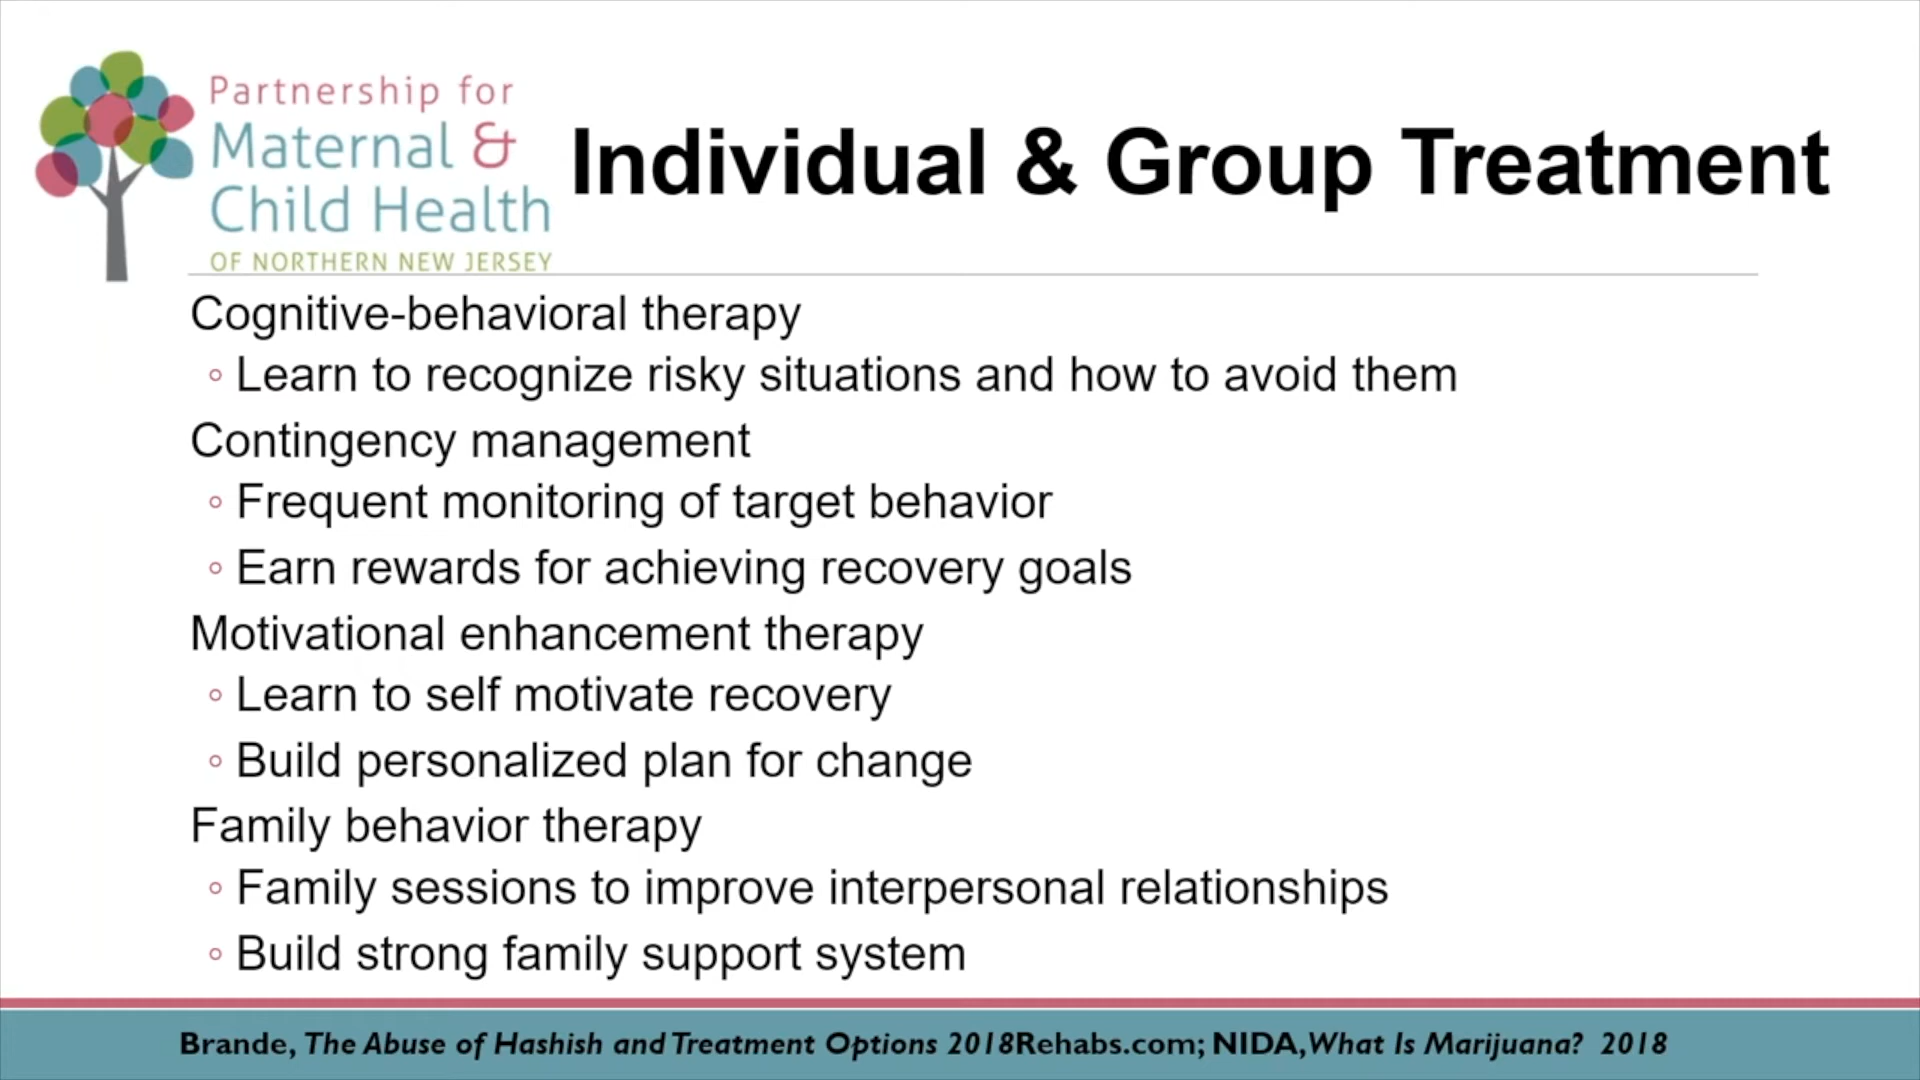 Partnership for
Maternal &
Child Health
OF NORTHERN NEW JERSEY
Individual & Group Treatment
Cognitive-behavioral therapy
◦ Learn to recognize risky situations and how to avoid them
Contingency management
◦ Frequent monitoring of target behavior
◦ Earn rewards for achieving recovery goals
Motivational enhancement therapy
◦ Learn to self motivate recovery
◦ Build personalized plan for change
Family behavior therapy
◦ Family sessions to improve interpersonal relationships
◦ Build strong family support system
Brande, The Abuse of Hashish and Treatment Options 2018Rehabs.com; NIDA,What Is Marijuana? 2018